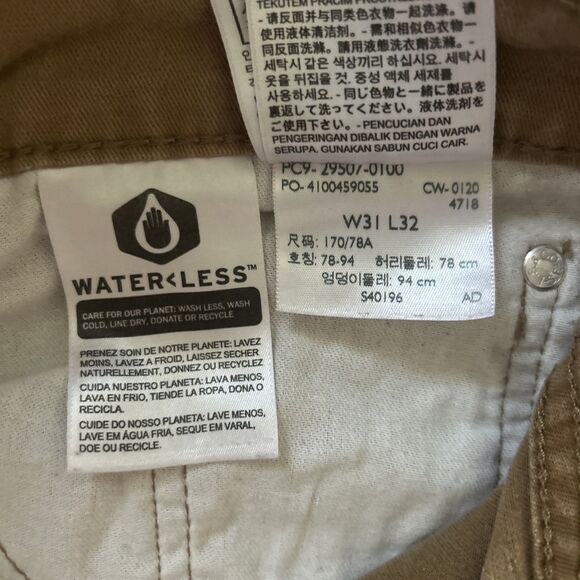 TEKUTÉM PRACÍM PROSTŘ
请反面并与同类色衣物一起洗涤。请
使用液体清洁剂。- 需和相似色衣物一
同反面洗滌。請用液態洗衣劑洗滌。-
세탁시 같은 색상끼리 하십시요. 세탁시
옷을 뒤집을 것. 중성 액체 세제를
사용하세요. - 同じ色物と一緒に製品を
裏返して洗ってください。液体洗剤を
ご使用下さい。- PENCUCIAN DAN
PENGERINGAN DIBALIK DENGAN WARNA
SERUPA. GUNAKAN SABUN CUCI CAIR.
PC9- 29507-0100
PO- 4100459055 CW- 0120
4718
W31 L32
尺码: 170/78A
호칭: 78-94 허리둘레: 78 cm
엉덩이둘레: 94 cm
S40196 AD
WATER<LESS™
CARE FOR OUR PLANET: WASH LESS, WASH
COLD, LINE DRY, DONATE OR RECYCLE
PRENEZ SOIN DE NOTRE PLANETE: LAVEZ
MOINS, LAVEZ A FROID, LAISSEZ SECHER
NATURELLEMENT, DONNEZ OU RECYCLEZ
CUIDA NUESTRO PLANETA: LAVA MENOS,
LAVA EN FRIO, TIENDE LA ROPA, DONA O
RECICLA.
CUIDE DO NOSSO PLANETA: LAVE MENOS,
LAVE EM ÁGUA FRIA, SEQUE EM VARAL,
DOE OU RECICLE.